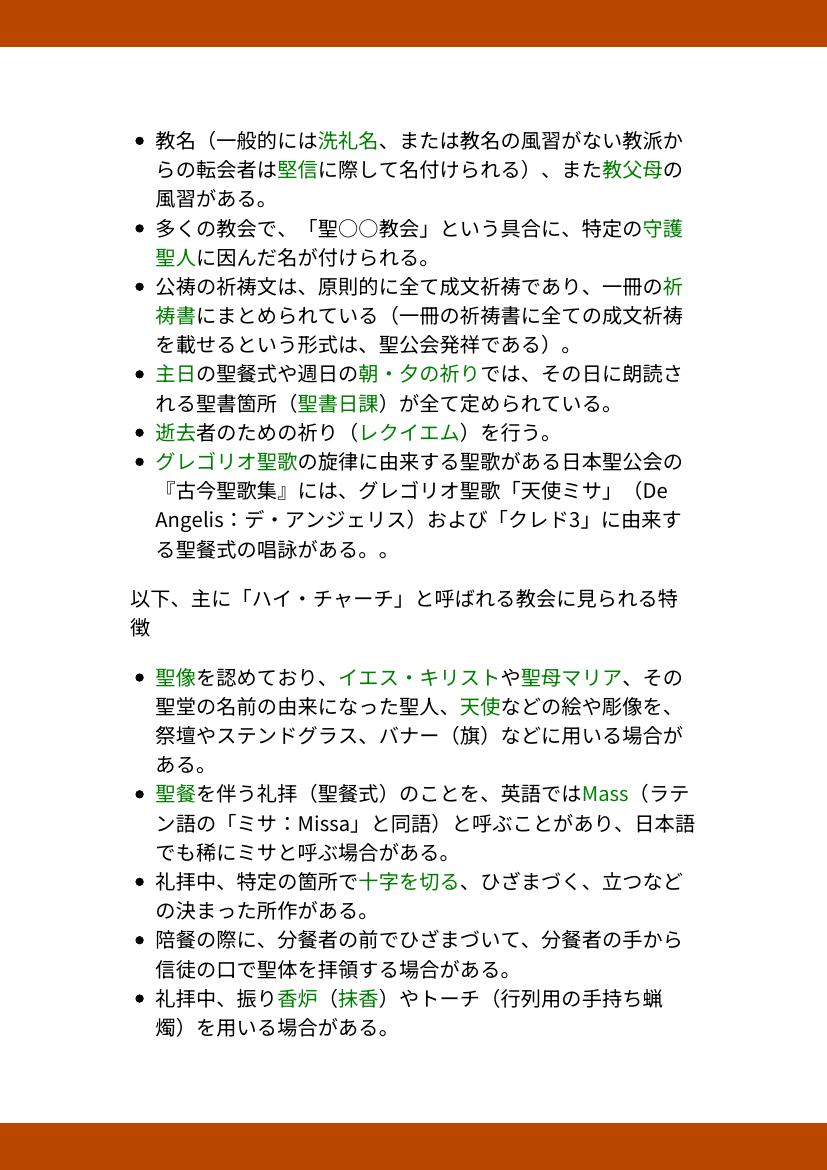 教名（一般的には洗礼名、または教名の風習がない教派か
らの転会者は堅信に際して名付けられる）、また教父母の
風習がある。
多くの教会で、「聖○○教会」という具合に、特定の守護
聖人に因んだ名が付けられる。
公祷の祈祷文は、原則的に全て成文祈祷であり、一冊の祈
祷書にまとめられている（一冊の祈祷書に全ての成文祈祷
を載せるという形式は、聖公会発祥である）。
主日の聖餐式や週日の朝・夕の祈りでは、その日に朗読さ
れる聖書箇所（聖書日課）が全て定められている。
逝去者のための祈り（レクイエム）を行う。
グレゴリオ聖歌の旋律に由来する聖歌がある日本聖公会の
『古今聖歌集』には、グレゴリオ聖歌「天使ミサ」（De
Angelis：デ・アンジェリス）および「クレド3」に由来す
る聖餐式の唱詠がある。。
以下、主に「ハイ・チャーチ」と呼ばれる教会に見られる特
徴
聖像を認めており、イエス・キリストや聖母マリア、その
聖堂の名前の由来になった聖人、天使などの絵や彫像を、
祭壇やステンドグラス、バナー（旗）などに用いる場合が
ある。
聖餐を伴う礼拝（聖餐式）のことを、英語ではMass（ラテ
ン語の「ミサ：Missa」と同語）と呼ぶことがあり、日本語
でも稀にミサと呼ぶ場合がある。
礼拝中、特定の箇所で十字を切る、ひざまづく、立つなど
の決まった所作がある。
陪餐の際に、分餐者の前でひざまづいて、分餐者の手から
信徒の口で聖体を拝領する場合がある。
礼拝中、振り香炉（抹香）やトーチ（行列用の手持ち蝋
燭）を用いる場合がある。